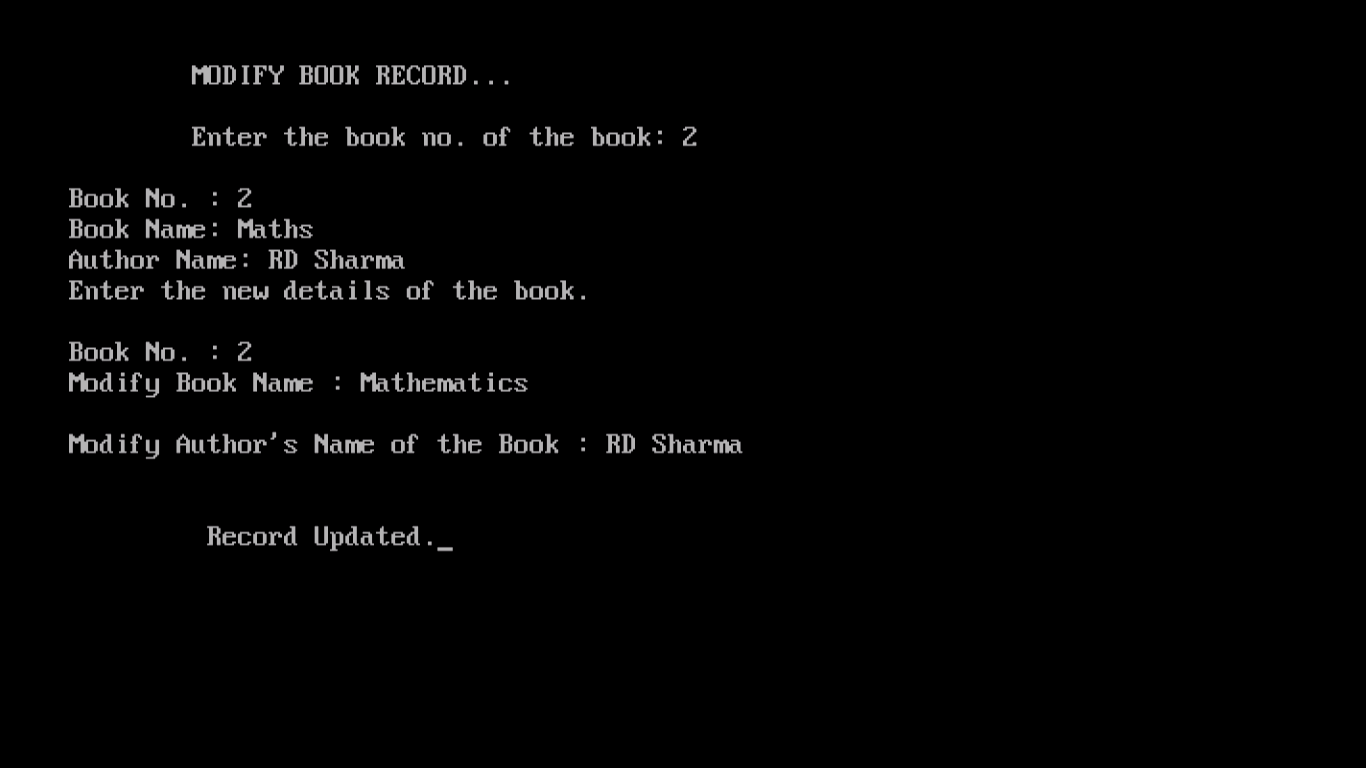 MODIFY BOOK RECORD...
Enter the book no. of the book: 2
Book No. : 2
Book Name: Maths
Author Name: RD Sharma
Enter the new details of the book.
Book No. : 2
Modify Book Name : Mathematics
Modify Author's Name of the Book : RD Sharma
Record Updated._